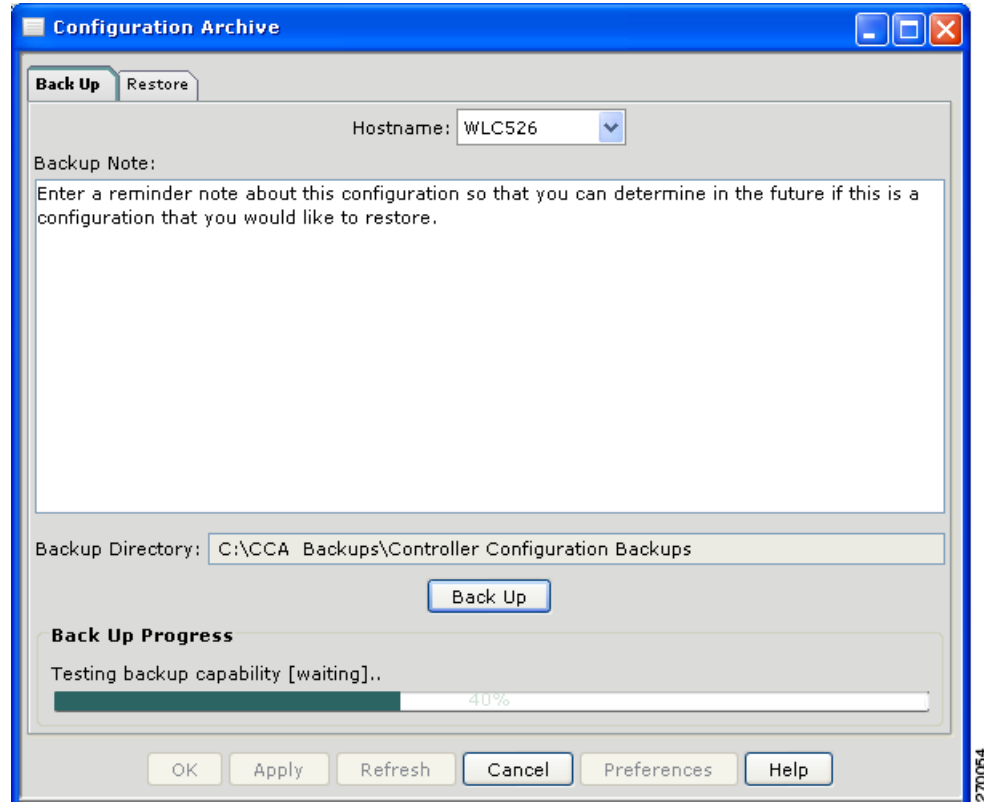 Configuration Archive
Back Up
Restore
Hostname: WLC526
Backup Note:
Enter a reminder note about this configuration so that you can determine in the future if this is a
configuration that you would like to restore.
Backup Directory: C:\CCA Backups\Controller Configuration Backups
Back Up
Back Up Progress
Testing backup capability [waiting]..
40%
OK Apply Refresh Cancel Preferences Help
270054